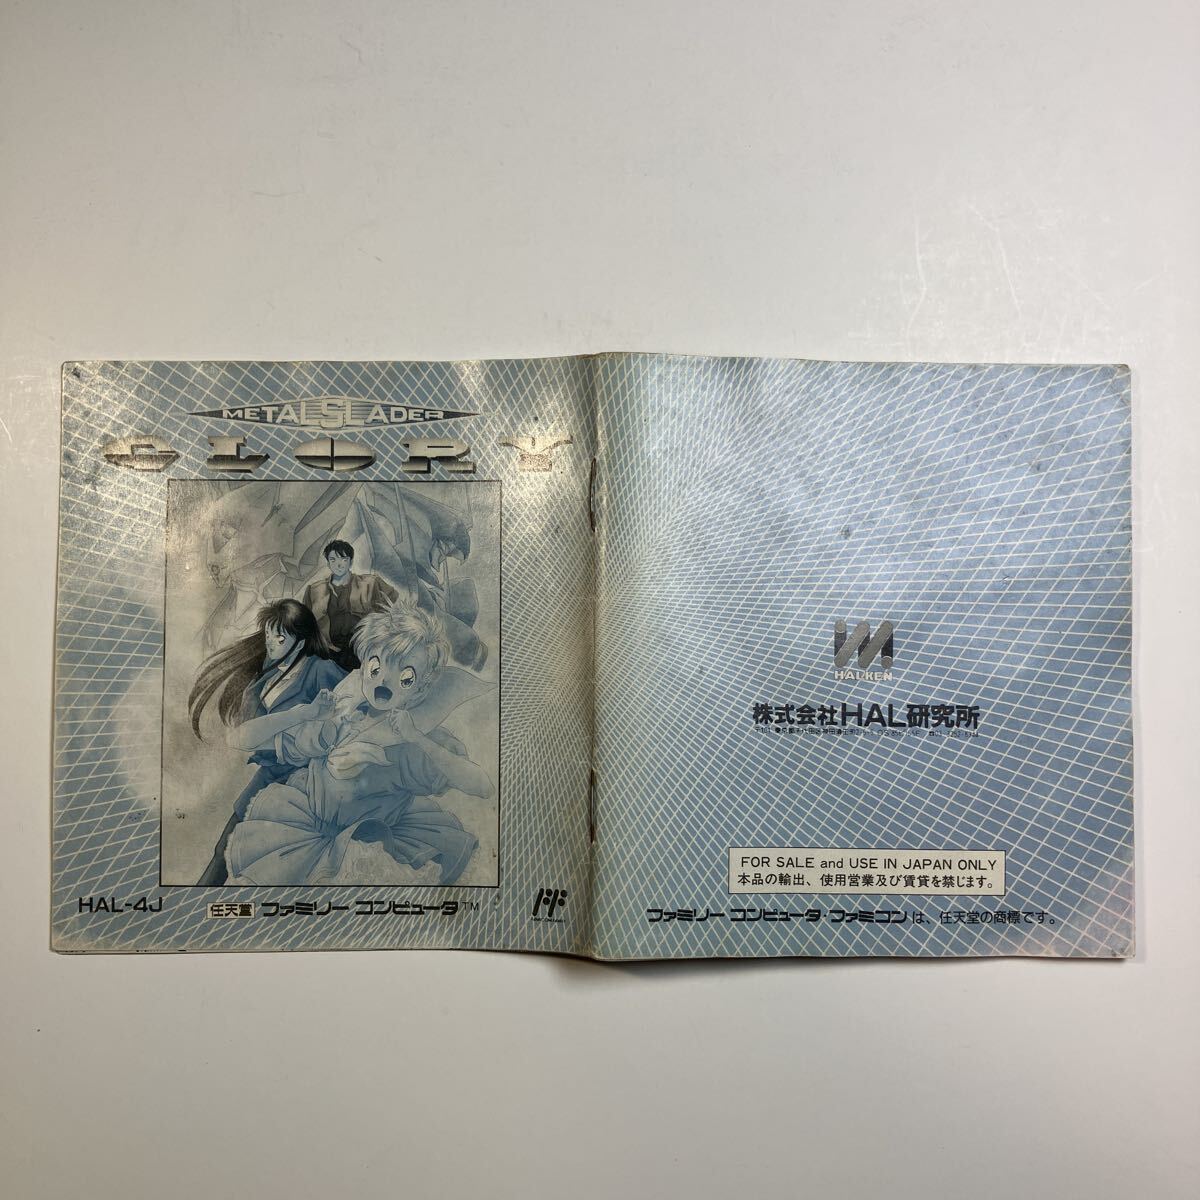 METAL SLADER
GLORY
HAL-4J
任天堂 ファミリー コンピュータ™
HALKEN
株式会社HAL研究所
FOR SALE and USE IN JAPAN ONLY
本品の輸出、使用営業及び賃貸を禁じます。
ファミリー コンピュータ・ファミコンは、任天堂の商標です。